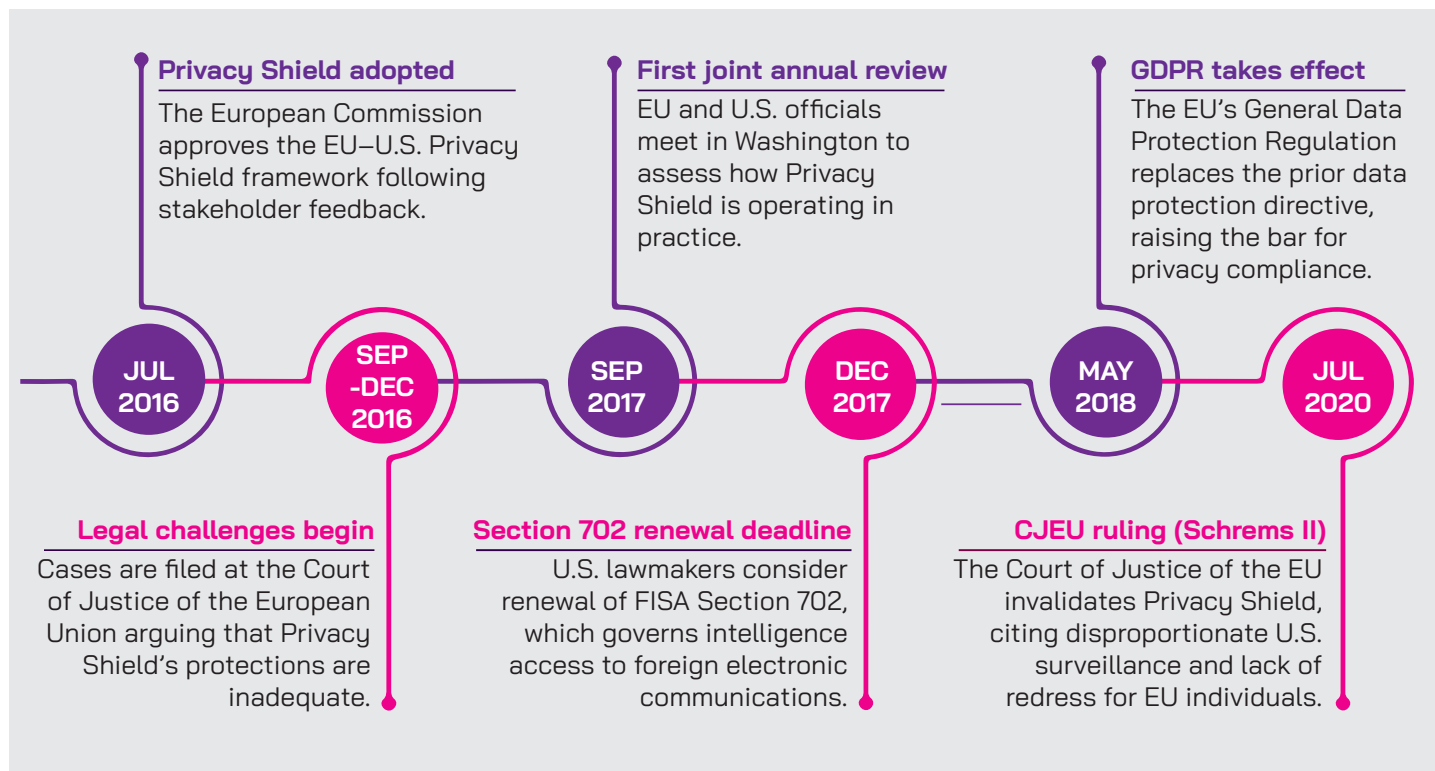 Privacy Shield adopted
The European Commission
approves the EU–U.S. Privacy
Shield framework following
stakeholder feedback.
First joint annual review
EU and U.S. officials
meet in Washington to
assess how Privacy
Shield is operating in
practice.
GDPR takes effect
The EU's General Data
Protection Regulation
replaces the prior data
protection directive,
raising the bar for
privacy compliance.
JUL
2016
SEP
-DEC
2016
SEP
2017
DEC
2017
MAY
2018
JUL
2020
Legal challenges begin
Cases are filed at the Court
of Justice of the European
Union arguing that Privacy
Shield's protections are
inadequate.
Section 702 renewal deadline
U.S. lawmakers consider
renewal of FISA Section 702,
which governs intelligence
access to foreign electronic
communications.
CJEU ruling (Schrems II)
The Court of Justice of the EU
invalidates Privacy Shield,
citing disproportionate U.S.
surveillance and lack of
redress for EU individuals.